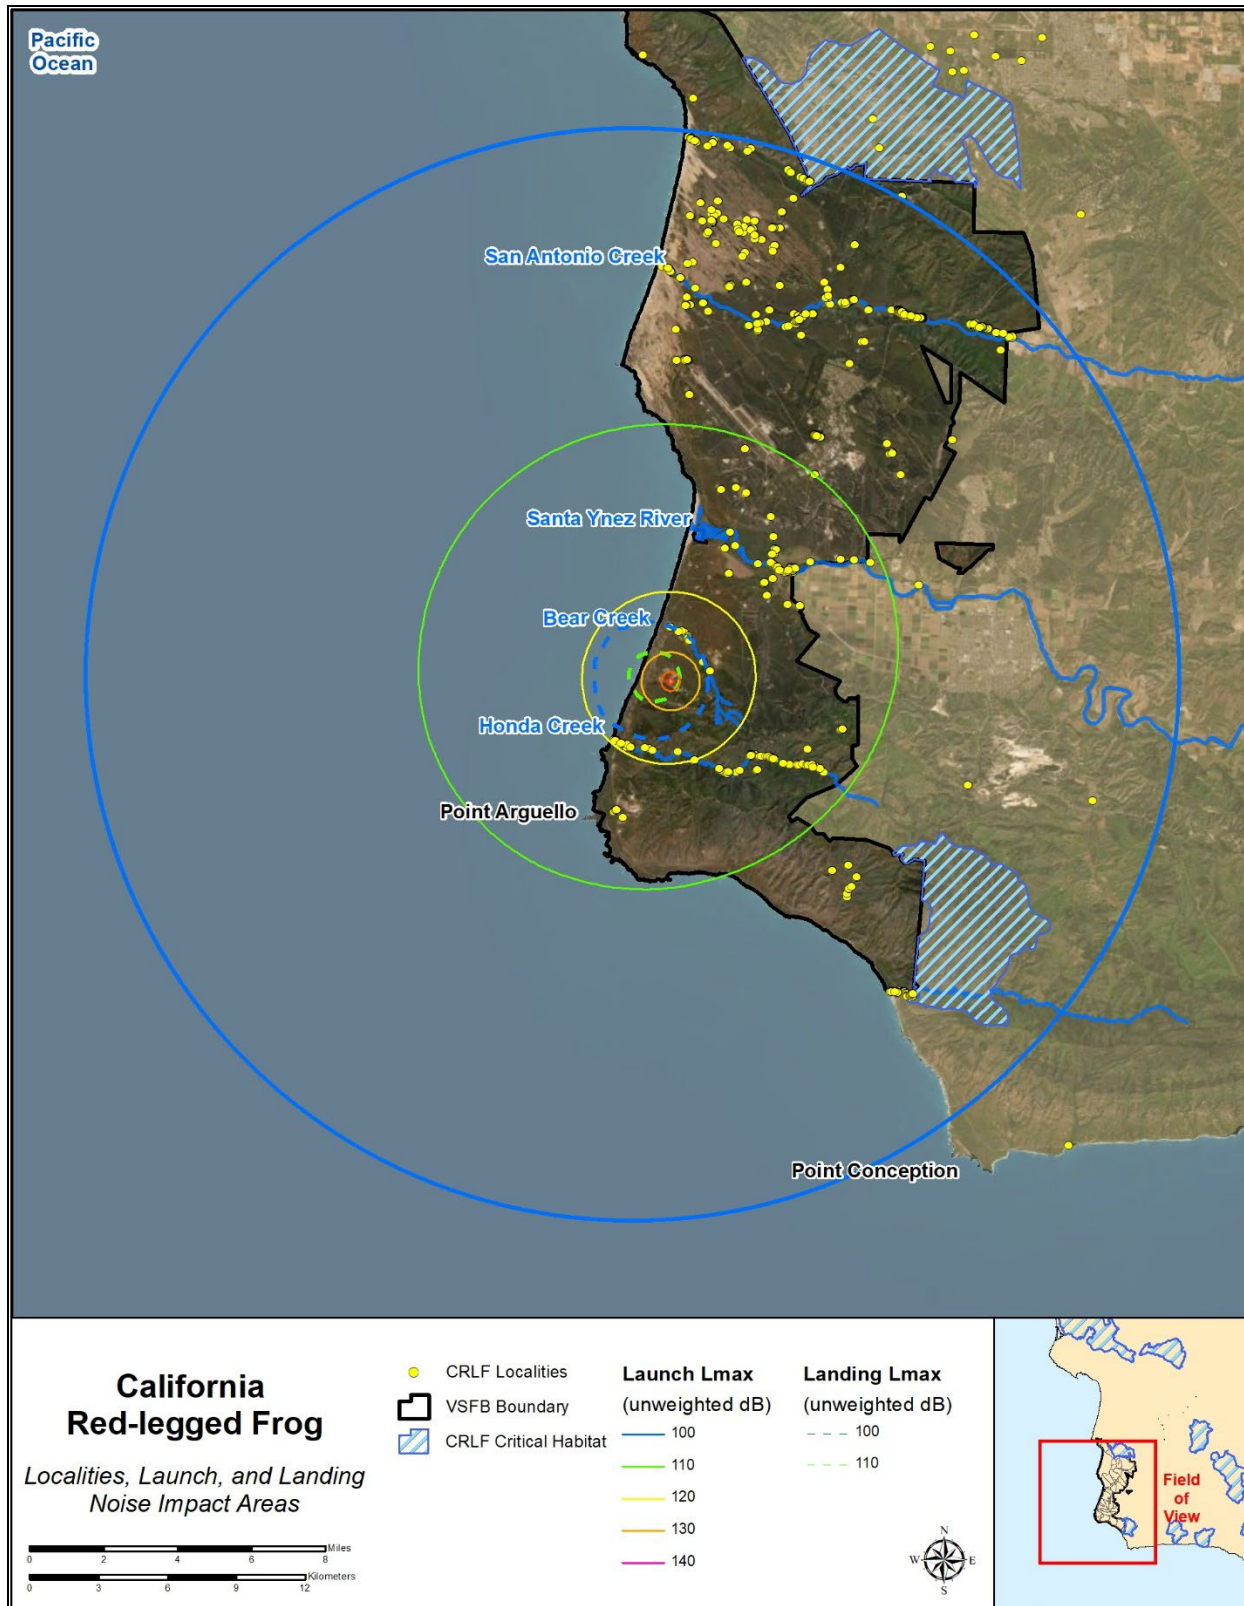 Pacific
Ocean
San Antonio Creek
Santa Ynez River
Bear Creek
Honda Creek
Point Arguello
Point Conception
California
Red-legged Frog
Localities, Launch, and Landing
Noise Impact Areas
Miles
0 2 4 6 8
Kilometers
0 3 6 9 12
CRLF Localities
VSFB Boundary
CRLF Critical Habitat
Launch Lmax
(unweighted dB)
100
110
120
130
140
Landing Lmax
(unweighted dB)
100
110
N
W E
S
Field
of
View